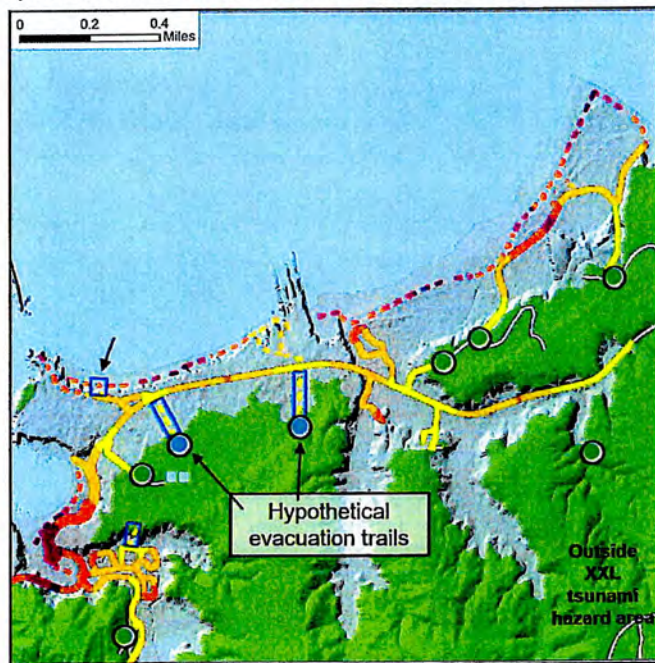 0 0.2 0.4
Miles
Hypothetical
evacuation trails
Outside
XXL
tsunami
hazard area